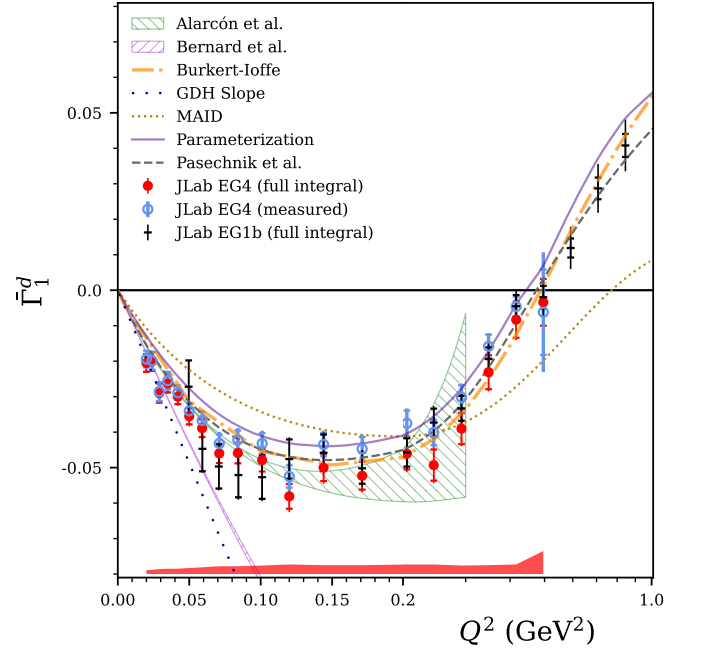 Alarcón et al.
Bernard et al.
Burkert-Ioffe
GDH Slope
MAID
Parameterization
Pasechnik et al.
JLab EG4 (full integral)
JLab EG4 (measured)
JLab EG1b (full integral)
0.05
0.0
-0.05
Γ̄₁ᵈ
0.00 0.05 0.10 0.15 0.2 1.0
Q² (GeV²)